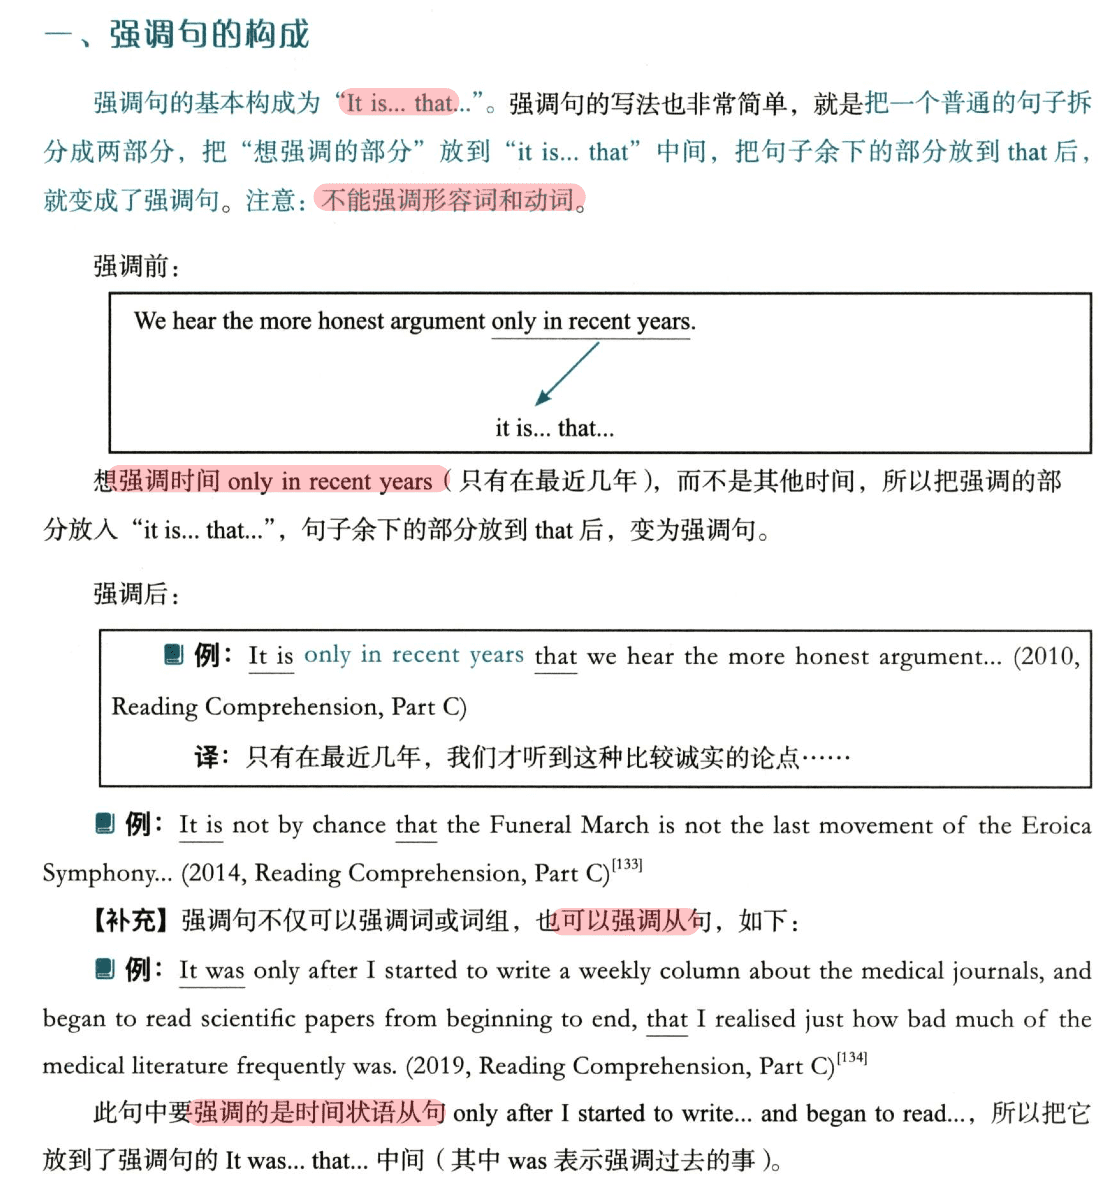 一、强调句的构成
强调句的基本构成为“It is... that...”。强调句的写法也非常简单，就是把一个普通的句子拆
分成两部分，把“想强调的部分”放到“it is... that”中间，把句子余下的部分放到 that 后，
就变成了强调句。注意：不能强调形容词和动词。
强调前：
We hear the more honest argument only in recent years.
it is... that...
想强调时间 only in recent years（只有在最近几年），而不是其他时间，所以把强调的部
分放入“it is... that...”，句子余下的部分放到 that 后，变为强调句。
强调后：
例：It is only in recent years that we hear the more honest argument... (2010,
Reading Comprehension, Part C)
译：只有在最近几年，我们才听到这种比较诚实的论点……
例：It is not by chance that the Funeral March is not the last movement of the Eroica
Symphony... (2014, Reading Comprehension, Part C)[133]
【补充】强调句不仅可以强调词或词组，也可以强调从句，如下：
例：It was only after I started to write a weekly column about the medical journals, and
began to read scientific papers from beginning to end, that I realised just how bad much of the
medical literature frequently was. (2019, Reading Comprehension, Part C)[134]
此句中要强调的是时间状语从句 only after I started to write... and began to read...，所以把它
放到了强调句的 It was... that... 中间（其中 was 表示强调过去的事）。